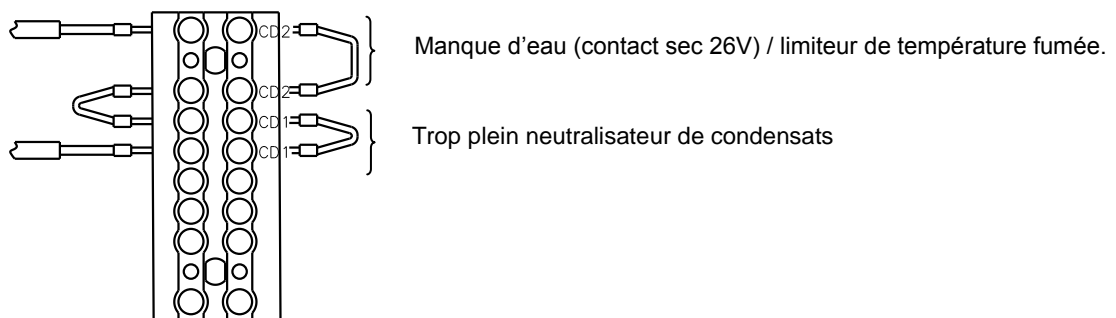 CD2
Manque d’eau (contact sec 26V) / limiteur de température fumée.
CD2
CD1
Trop plein neutralisateur de condensats
CD1